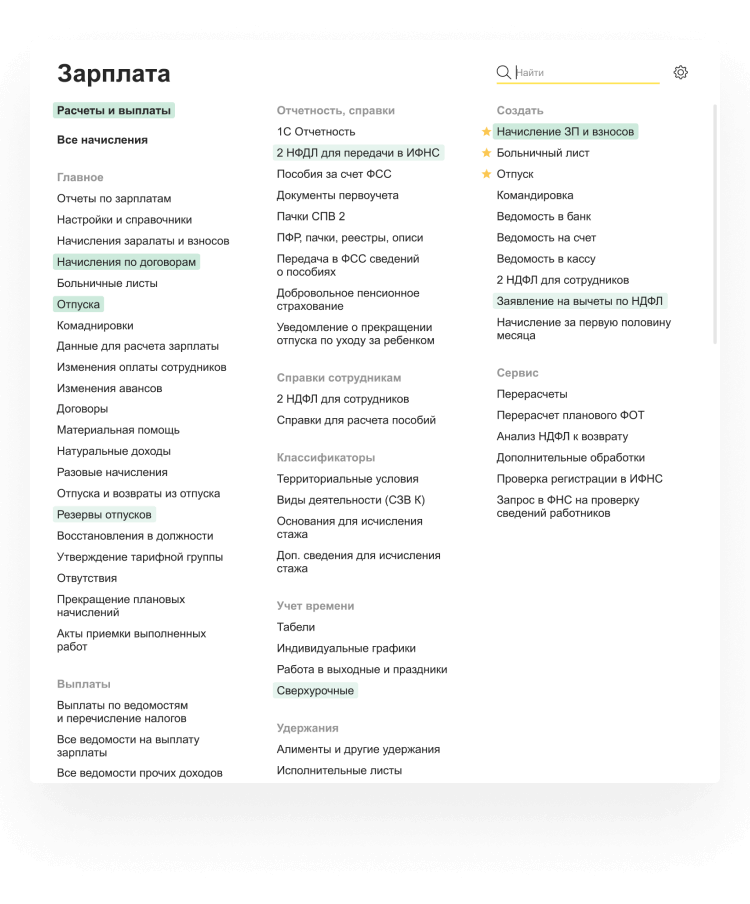 Зарплата
Найти
Расчеты и выплаты
Все начисления
Главное
Отчеты по зарплатам
Настройки и справочники
Начисления заралаты и взносов
Начисления по договорам
Больничные листы
Отпуска
Комаднировки
Данные для расчета зарплаты
Изменения оплаты сотрудников
Изменения авансов
Договоры
Материальная помощь
Натуральные доходы
Разовые начисления
Отпуска и возвраты из отпуска
Резервы отпусков
Восстановления в должности
Утверждение тарифной группы
Отвутствия
Прекращение плановых
начислений
Акты приемки выполненных
работ
Выплаты
Выплаты по ведомостям
и перечисление налогов
Все ведомости на выплату
зарплаты
Все ведомости прочих доходов
Отчетность, справки
1С Отчетность
2 НФДЛ для передачи в ИФНС
Пособия за счет ФСС
Документы первоучета
Пачки СПВ 2
ПФР, пачки, реестры, описи
Передача в ФСС сведений
о пособиях
Добровольное пенсионное
страхование
Уведомление о прекращении
отпуска по уходу за ребенком
Справки сотрудникам
2 НДФЛ для сотрудников
Справки для расчета пособий
Классификаторы
Территориальные условия
Виды деятельности (СЗВ К)
Основания для исчисления
стажа
Доп. сведения для исчисления
стажа
Учет времени
Табели
Индивидуальные графики
Работа в выходные и праздники
Сверхурочные
Удержания
Алименты и другие удержания
Исполнительные листы
Создать
Начисление ЗП и взносов
Больничный лист
Отпуск
Командировка
Ведомость в банк
Ведомость на счет
Ведомость в кассу
2 НДФЛ для сотрудников
Заявление на вычеты по НДФЛ
Начисление за первую половину
месяца
Сервис
Перерасчеты
Перерасчет планового ФОТ
Анализ НДФЛ к возврату
Дополнительные обработки
Проверка регистрации в ИФНС
Запрос в ФНС на проверку
сведений работников